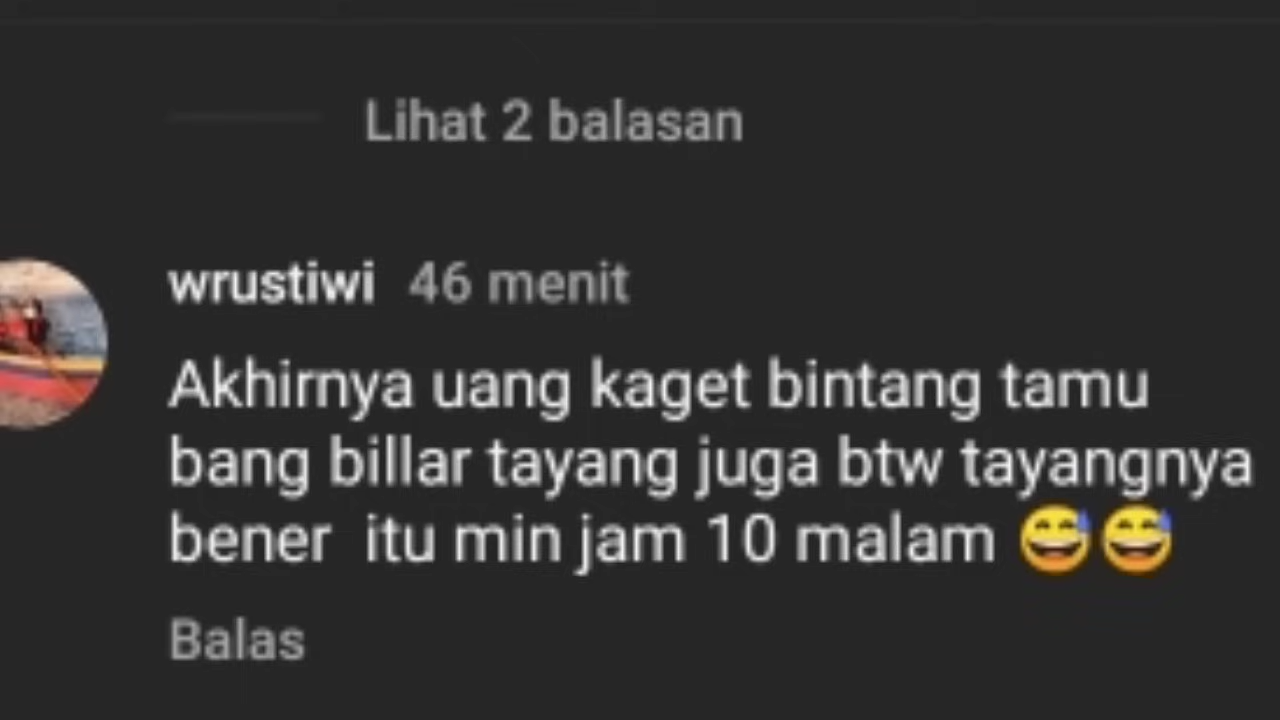 Lihat 2 balasan
wrustiwi 46 menit
Akhirnya uang kaget bintang tamu
bang billar tayang juga btw tayangnya
bener itu min jam 10 malam 😅😅
Balas